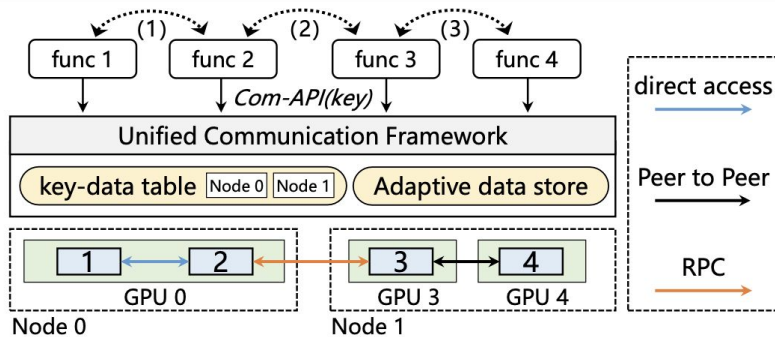 (1) (2) (3)
func 1 func 2 func 3 func 4
Com-API(key)
Unified Communication Framework
key-data table Node 0 Node 1 Adaptive data store
1 2 3 4
GPU 0 GPU 3 GPU 4
Node 0 Node 1
direct access
Peer to Peer
RPC